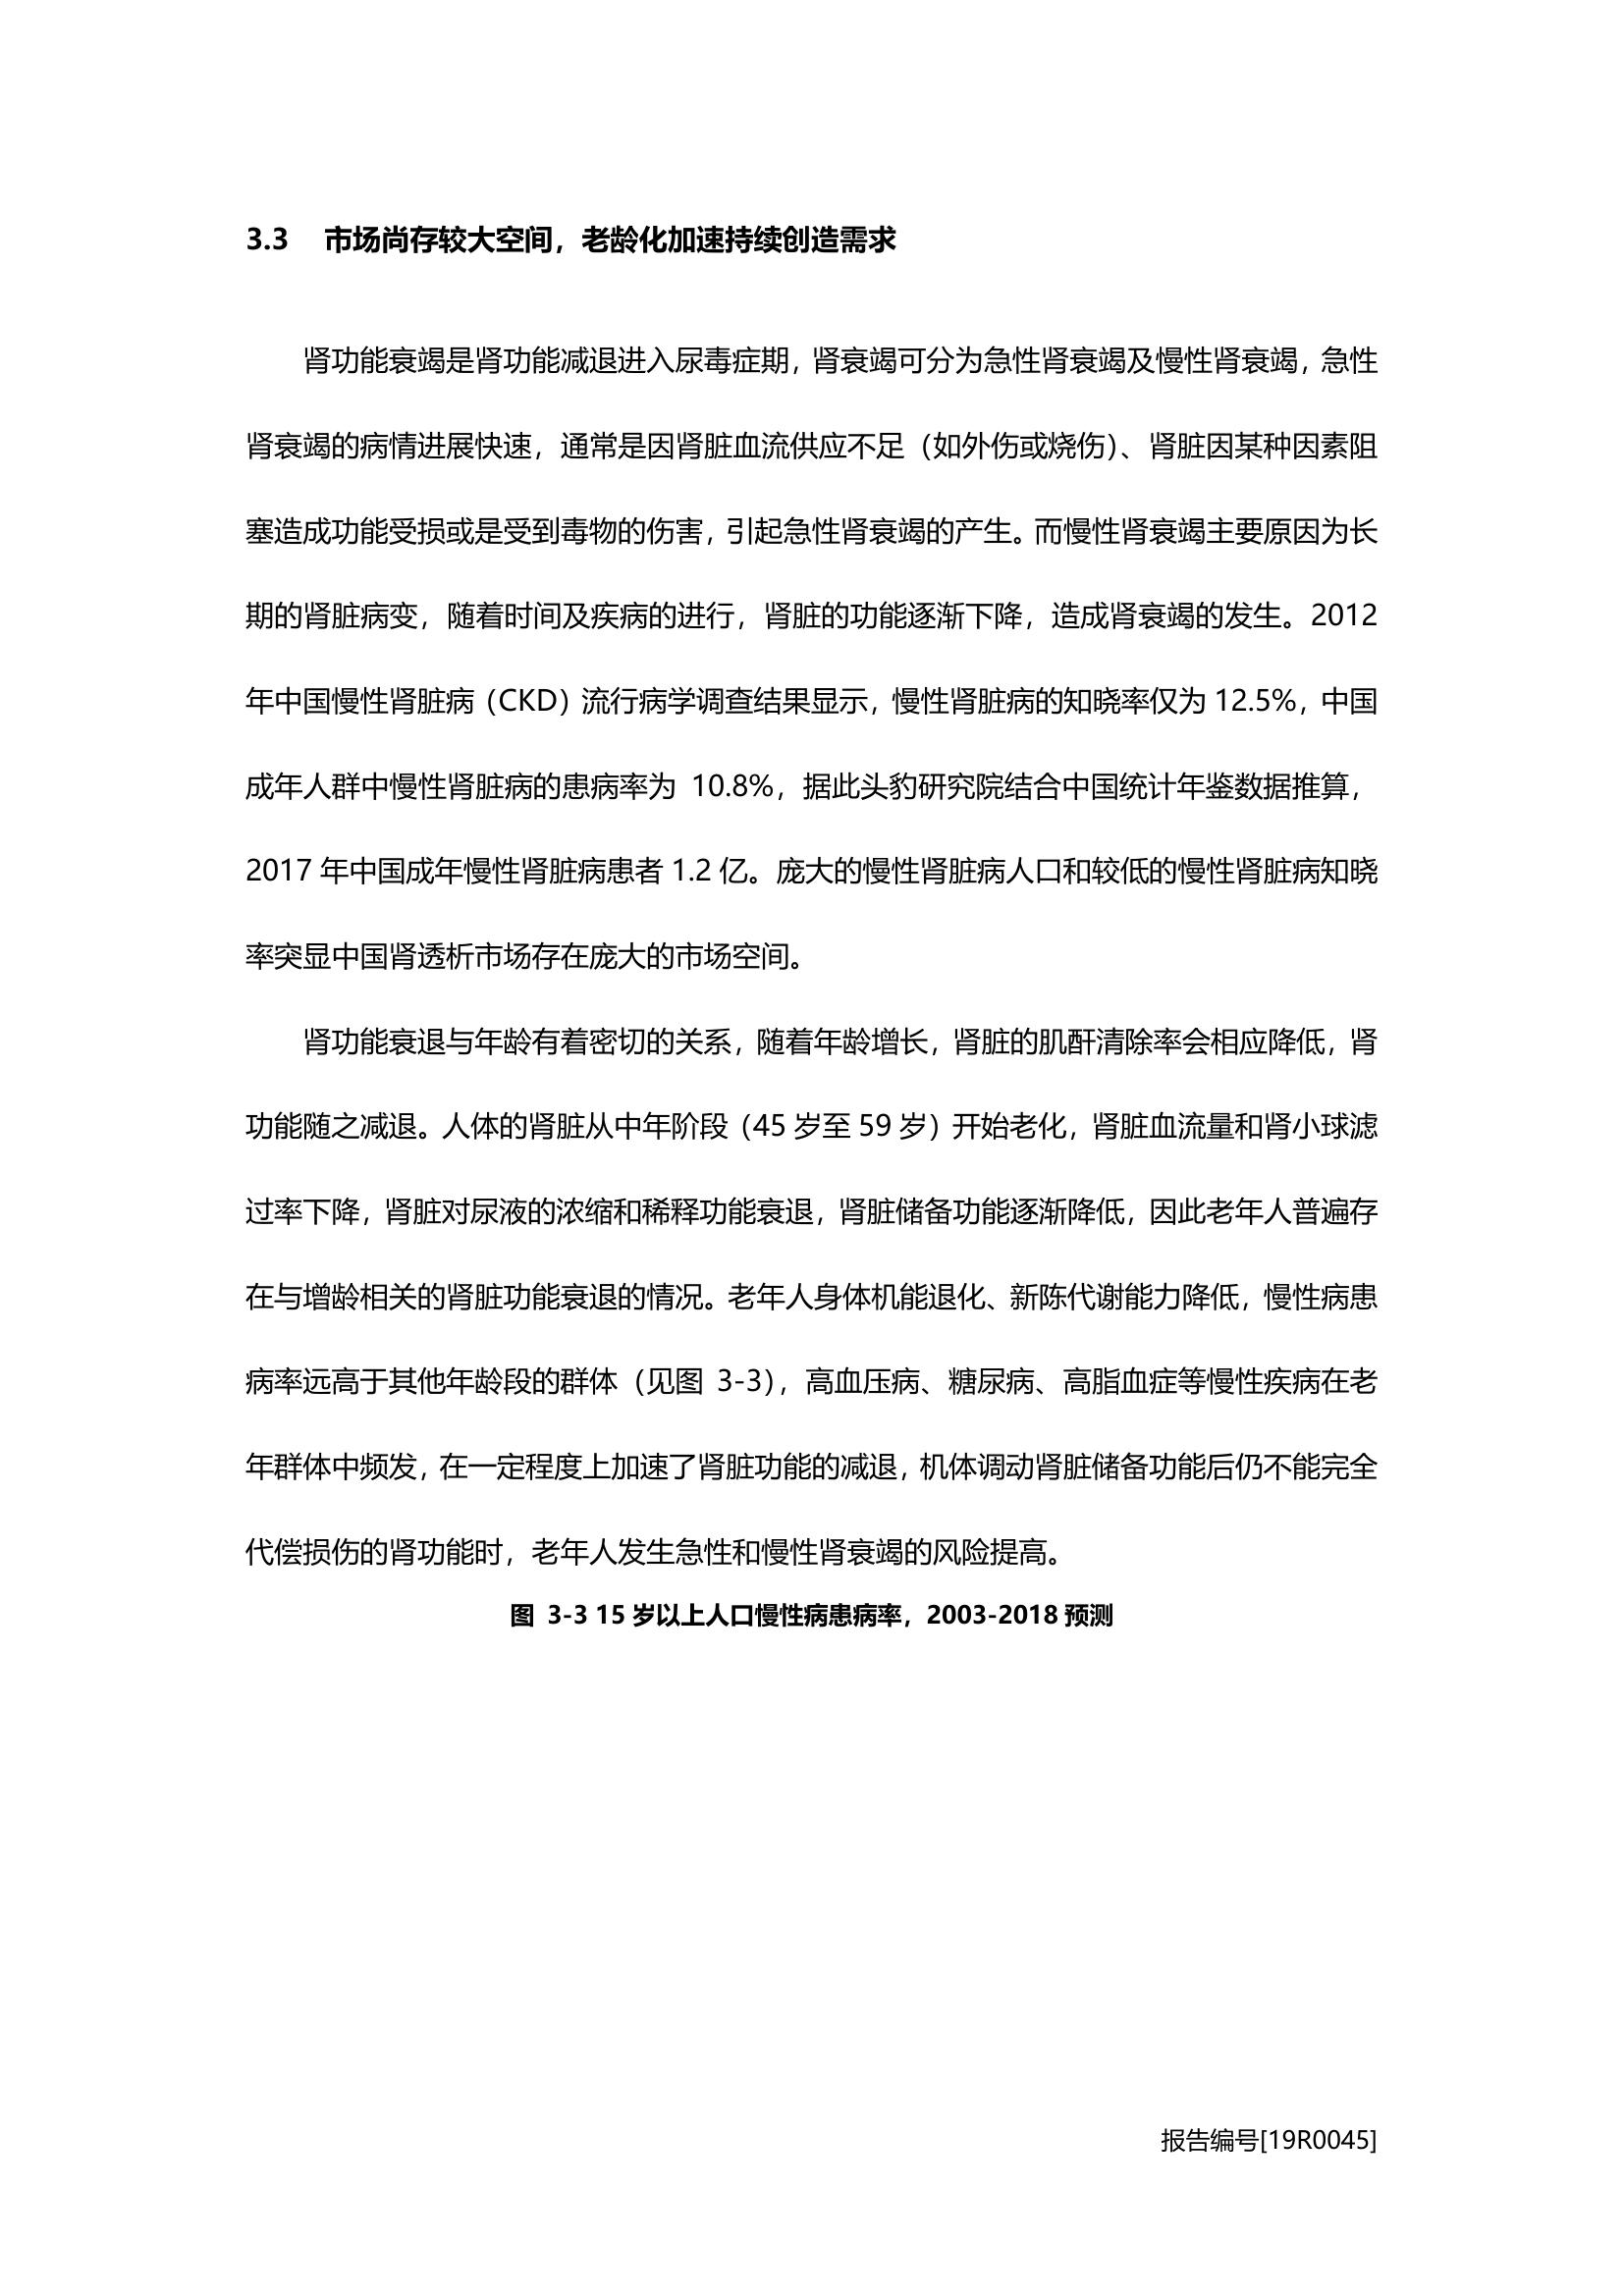 3.3 市场尚存较大空间，老龄化加速持续创造需求
肾功能衰竭是肾功能减退进入尿毒症期，肾衰竭可分为急性肾衰竭及慢性肾衰竭，急性
肾衰竭的病情进展快速，通常是因肾脏血流供应不足（如外伤或烧伤）、肾脏因某种因素阻
塞造成功能受损或是受到毒物的伤害，引起急性肾衰竭的产生。而慢性肾衰竭主要原因为长
期的肾脏病变，随着时间及疾病的进行，肾脏的功能逐渐下降，造成肾衰竭的发生。2012
年中国慢性肾脏病（CKD）流行病学调查结果显示，慢性肾脏病的知晓率仅为 12.5%，中国
成年人群中慢性肾脏病的患病率为 10.8%，据此头豹研究院结合中国统计年鉴数据推算，
2017 年中国成年慢性肾脏病患者 1.2 亿。庞大的慢性肾脏病人口和较低的慢性肾脏病知晓
率突显中国肾透析市场存在庞大的市场空间。
肾功能衰退与年龄有着密切的关系，随着年龄增长，肾脏的肌酐清除率会相应降低，肾
功能随之减退。人体的肾脏从中年阶段（45 岁至 59 岁）开始老化，肾脏血流量和肾小球滤
过率下降，肾脏对尿液的浓缩和稀释功能衰退，肾脏储备功能逐渐降低，因此老年人普遍存
在与增龄相关的肾脏功能衰退的情况。老年人身体机能退化、新陈代谢能力降低，慢性病患
病率远高于其他年龄段的群体（见图 3-3），高血压病、糖尿病、高脂血症等慢性疾病在老
年群体中频发，在一定程度上加速了肾脏功能的减退，机体调动肾脏储备功能后仍不能完全
代偿损伤的肾功能时，老年人发生急性和慢性肾衰竭的风险提高。
图 3-3 15 岁以上人口慢性病患病率，2003-2018 预测
报告编号[19R0045]